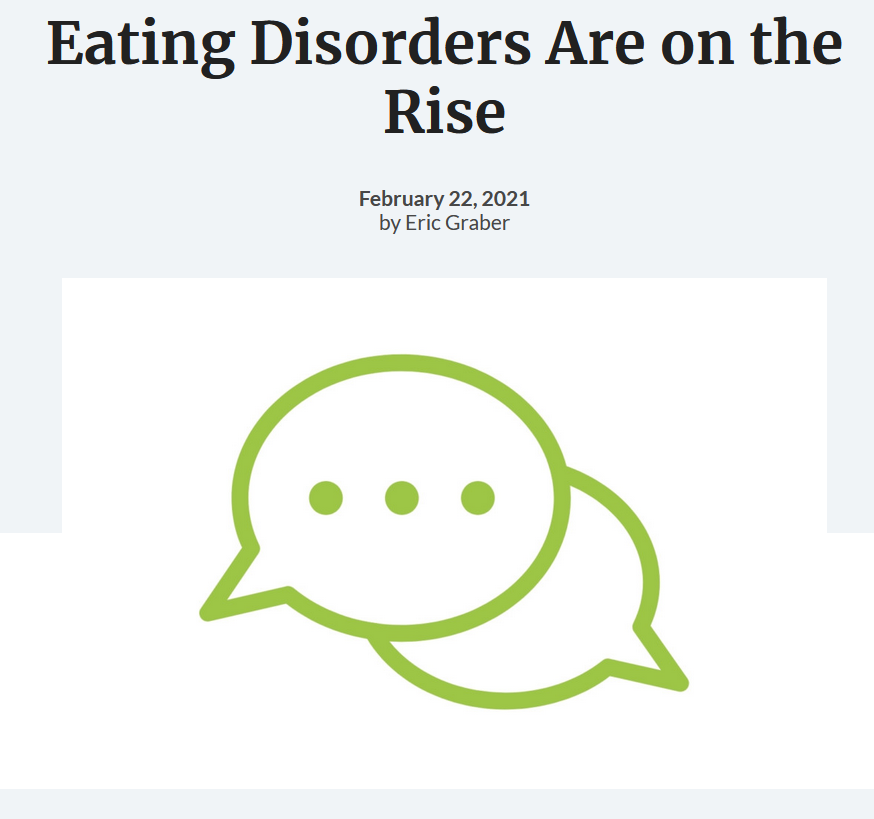 Eating Disorders Are on the
Rise
February 22, 2021
by Eric Graber